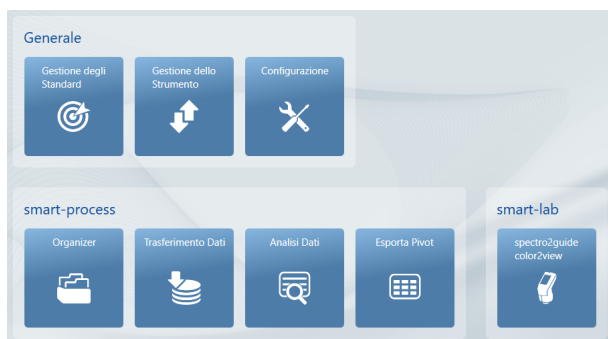 Generale
Gestione degli
Standard
Gestione dello
Strumento
Configurazione
smart-process
Organizer
Trasferimento Dati
Analisi Dati
Esporta Pivot
smart-lab
spectro2guide
color2view